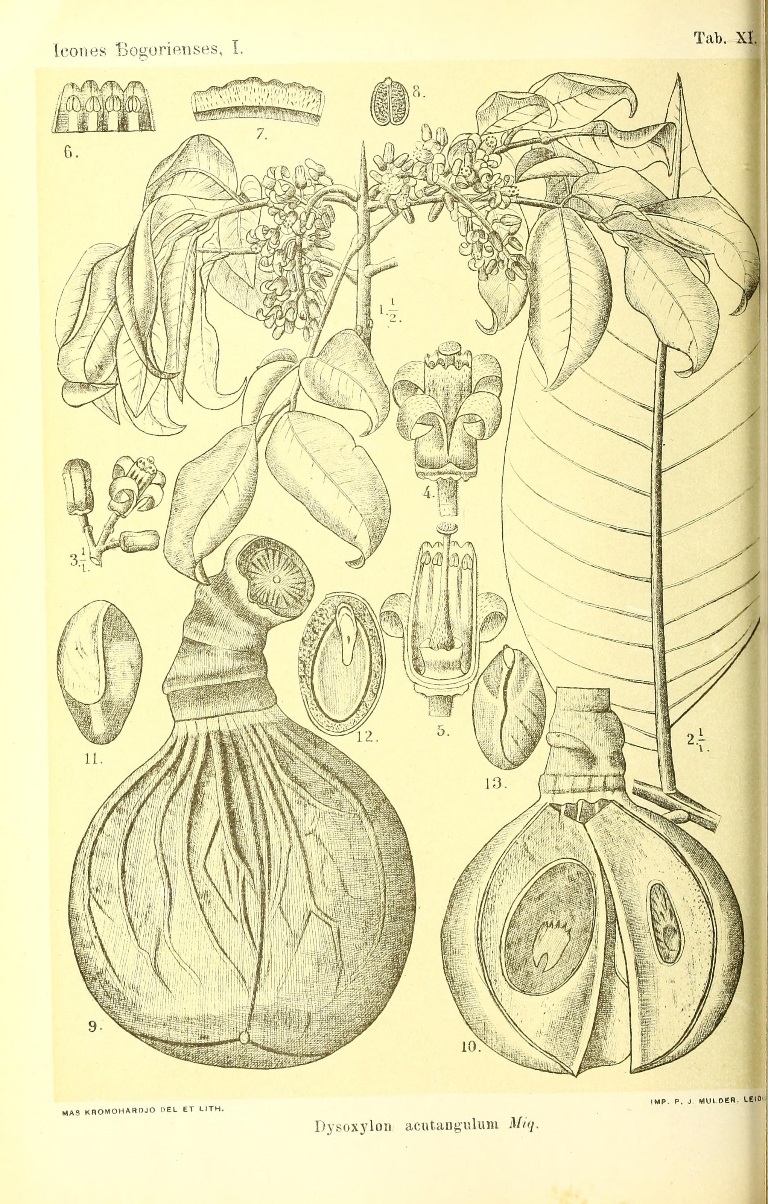 Icones Bogorienses, I.
Tab. XI.
6.
7.
8.
1. 1/2.
4.
3. 1/1.
5.
11.
12.
13.
2. 1/1.
9.
10.
MAS KROMOHARDJO DEL ET LITH.
IMP. P. J. MULDER, LEID
Dysoxylon acutangulum Miq.